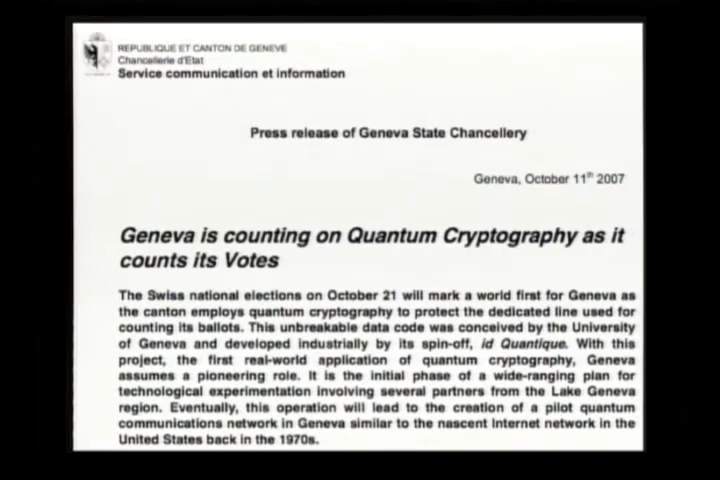 REPUBLIQUE ET CANTON DE GENEVE
Chancellerie d'Etat
Service communication et information
Press release of Geneva State Chancellery
Geneva, October 11th 2007
Geneva is counting on Quantum Cryptography as it
counts its Votes
The Swiss national elections on October 21 will mark a world first for Geneva as
the canton employs quantum cryptography to protect the dedicated line used for
counting its ballots. This unbreakable data code was conceived by the University
of Geneva and developed industrially by its spin-off, id Quantique. With this
project, the first real-world application of quantum cryptography, Geneva
assumes a pioneering role. It is the initial phase of a wide-ranging plan for
technological experimentation involving several partners from the Lake Geneva
region. Eventually, this operation will lead to the creation of a pilot quantum
communications network in Geneva similar to the nascent Internet network in the
United States back in the 1970s.